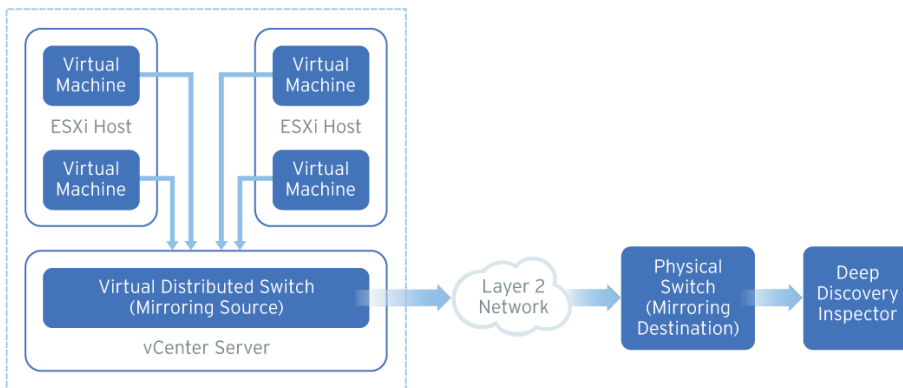 Virtual
Machine
ESXi Host
Virtual
Machine
Virtual
Machine
ESXi Host
Virtual
Machine
Virtual Distributed Switch
(Mirroring Source)
vCenter Server
Layer 2
Network
Physical
Switch
(Mirroring
Destination)
Deep
Discovery
Inspector